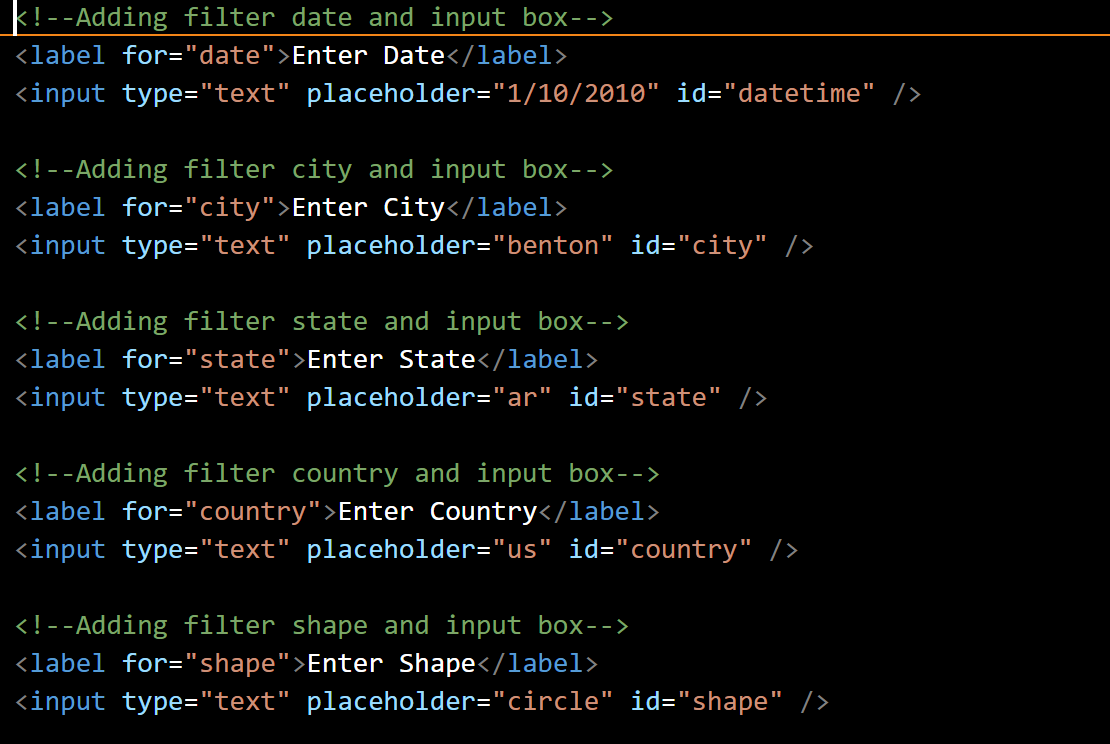 <!--Adding filter date and input box-->
<label for="date">Enter Date</label>
<input type="text" placeholder="1/10/2010" id="datetime" />
<!--Adding filter city and input box-->
<label for="city">Enter City</label>
<input type="text" placeholder="benton" id="city" />
<!--Adding filter state and input box-->
<label for="state">Enter State</label>
<input type="text" placeholder="ar" id="state" />
<!--Adding filter country and input box-->
<label for="country">Enter Country</label>
<input type="text" placeholder="us" id="country" />
<!--Adding filter shape and input box-->
<label for="shape">Enter Shape</label>
<input type="text" placeholder="circle" id="shape" />